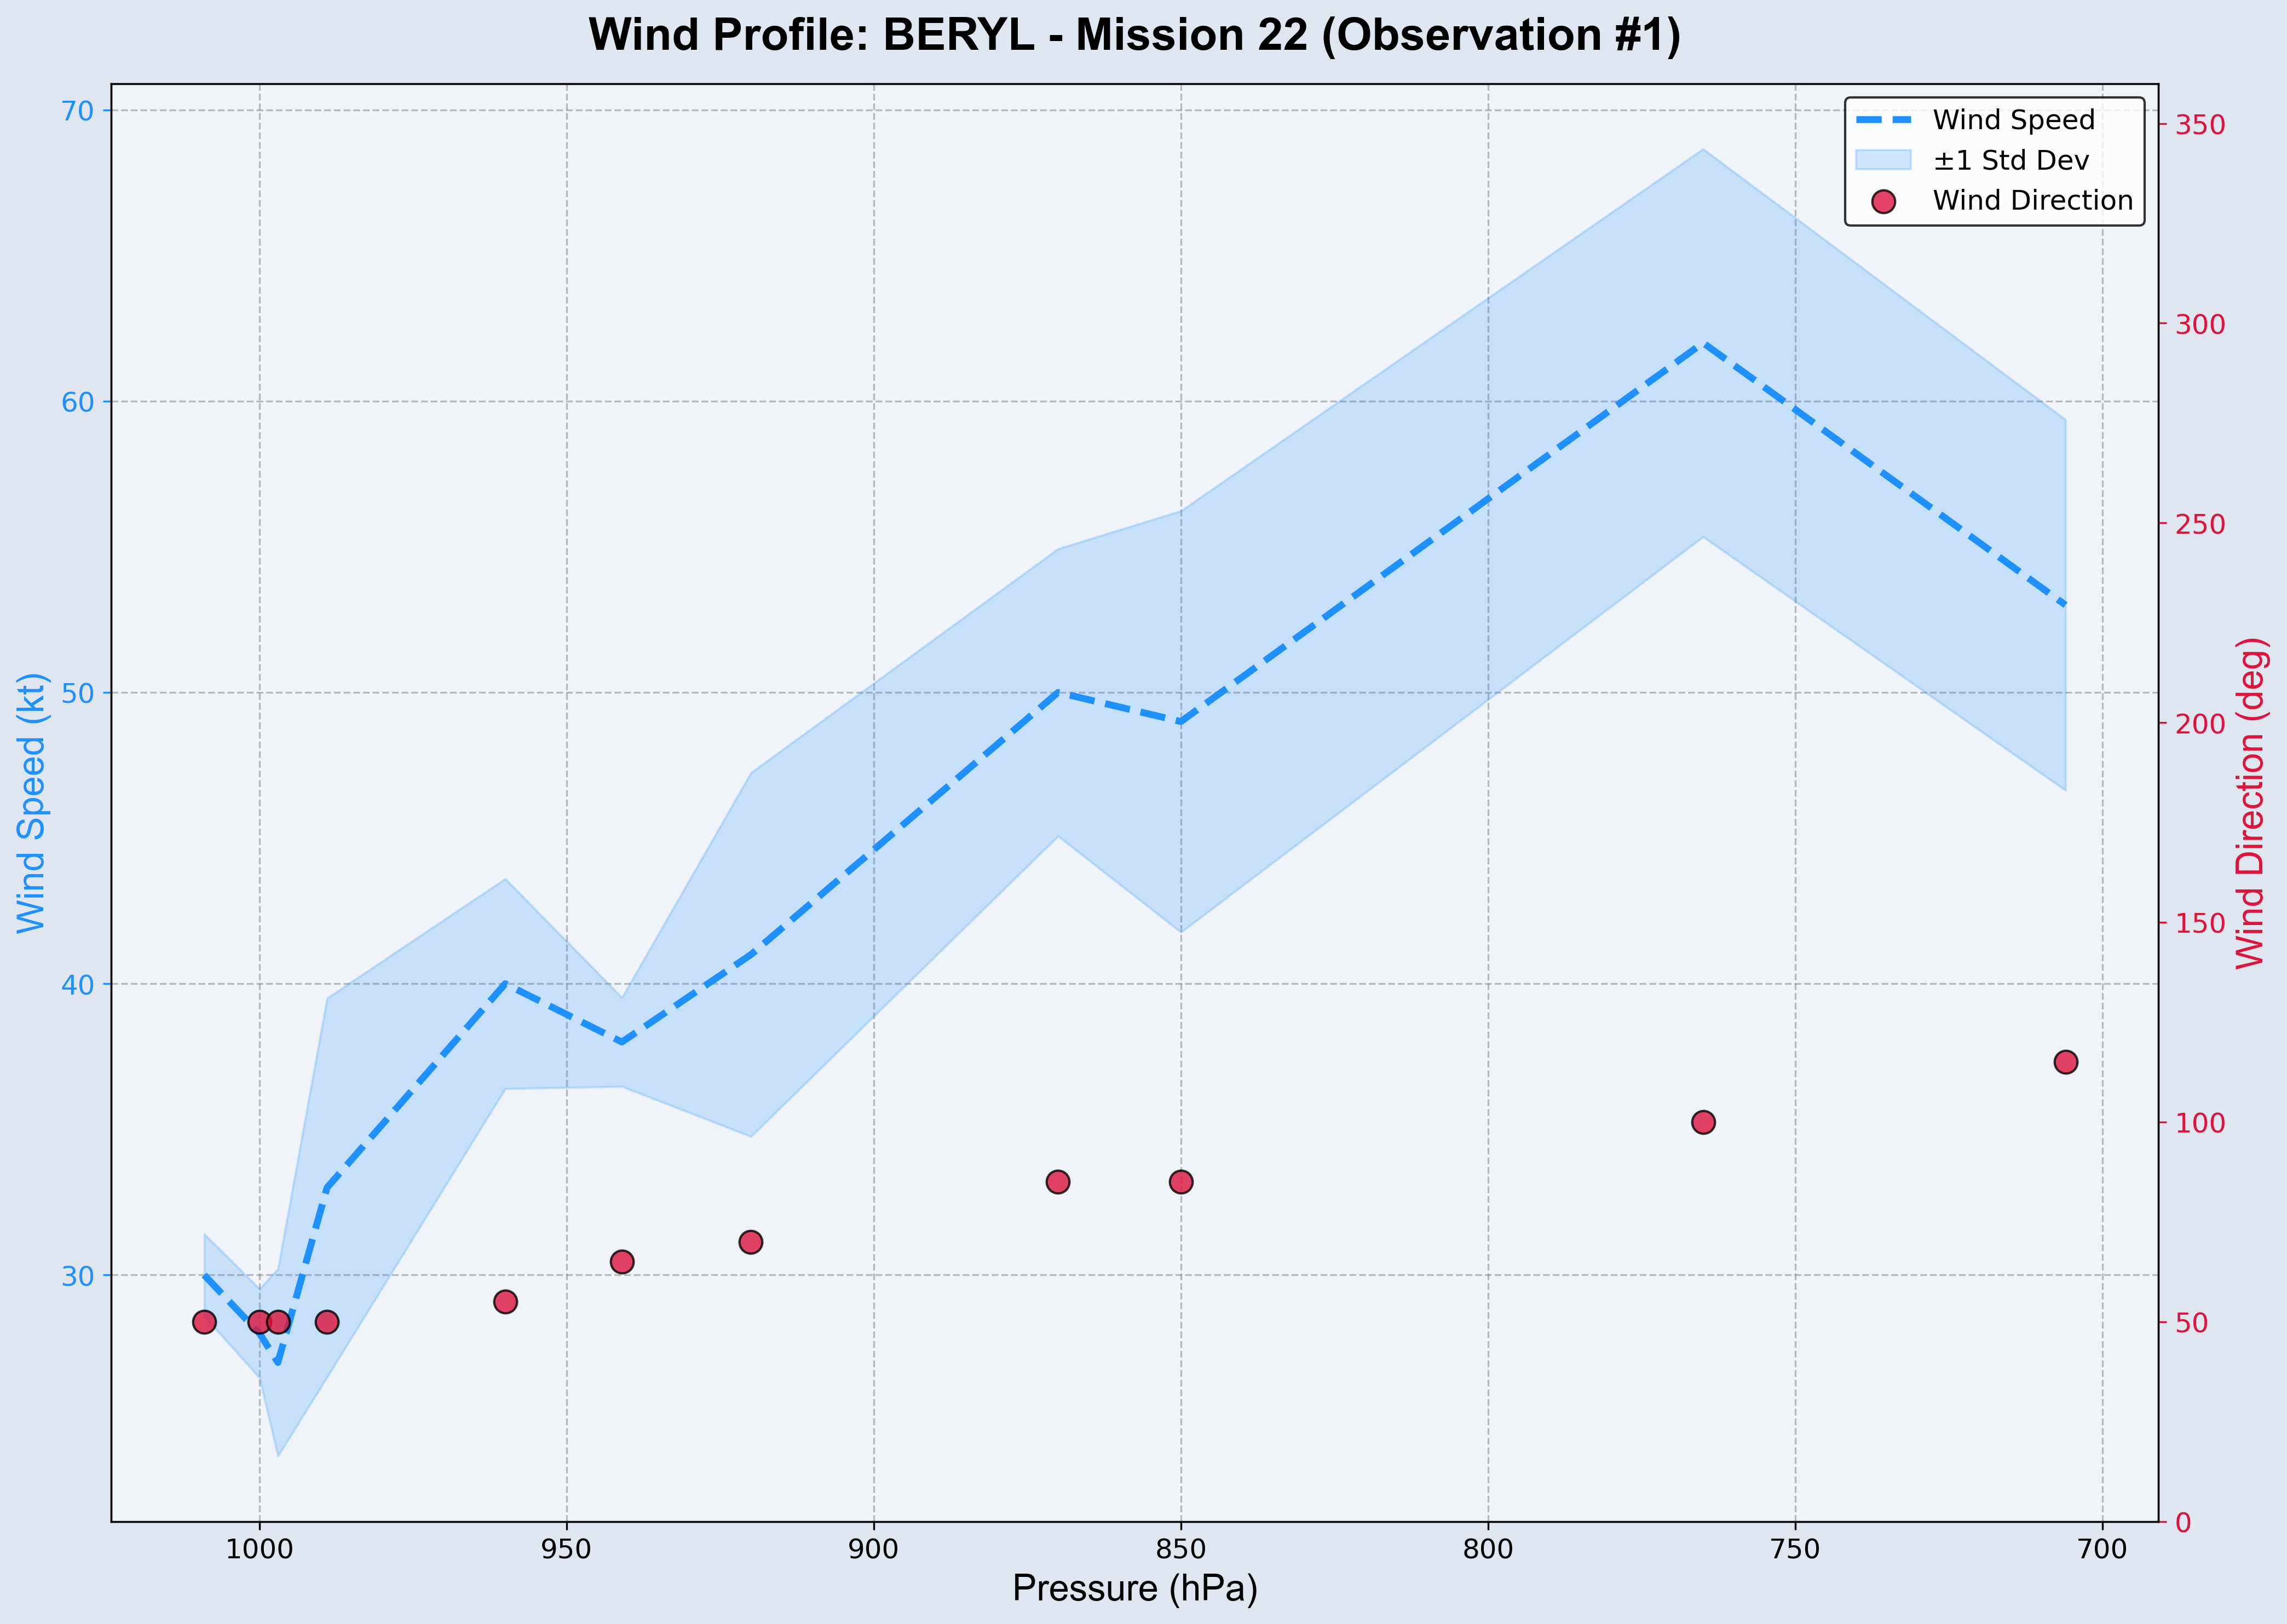 Wind Profile: BERYL - Mission 22 (Observation #1)
Wind Speed (kt)
70
60
50
40
30
Wind Speed
±1 Std Dev
Wind Direction
350
300
250
200
150
100
50
0
Wind Direction (deg)
1000 950 900 850 800 750 700
Pressure (hPa)